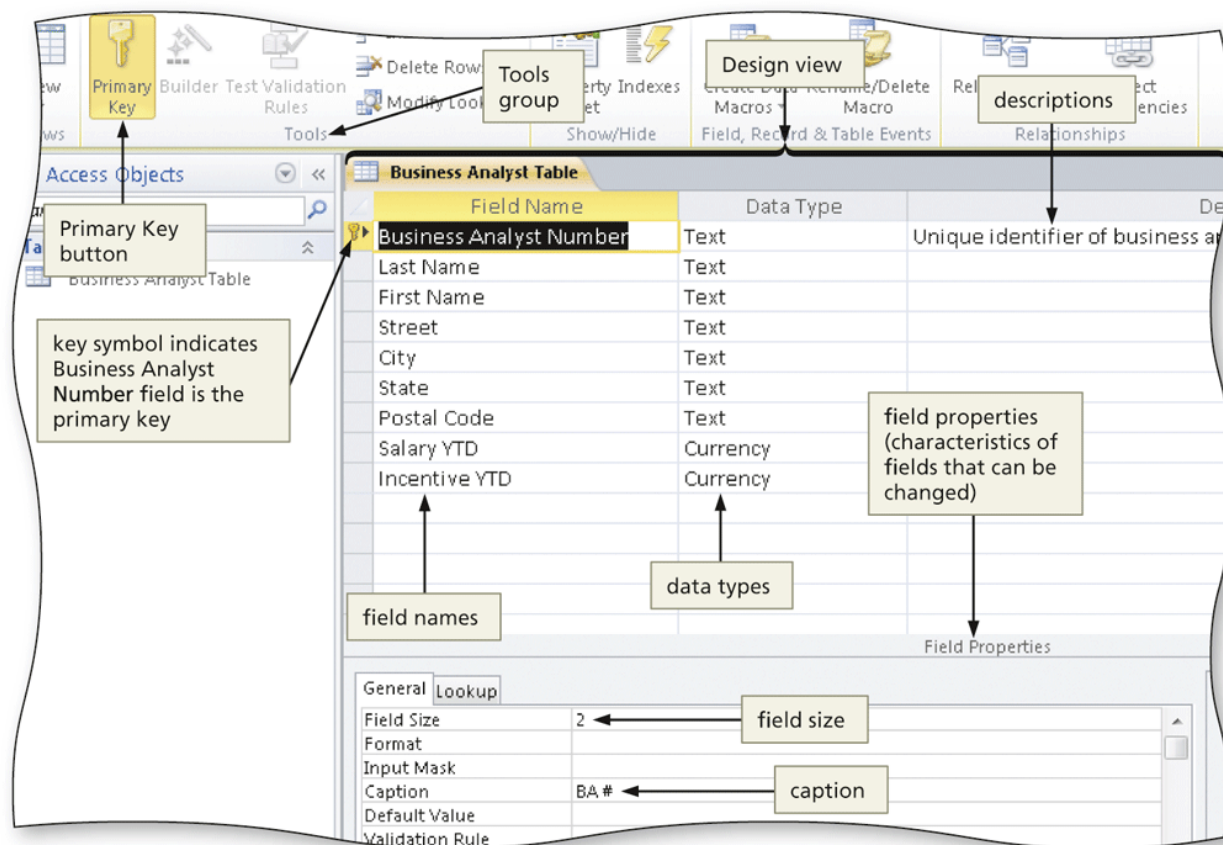 Primary
Key
Builder
Test Validation
Rules
Delete Row
Modify Look
Tools
Tools
group
Indexes
Show/Hide
Design view
Macros
Macro
/Delete
Field, Record & Table Events
descriptions
Relationships
Access Objects
Primary Key
button
Business Analyst Table
key symbol indicates
Business Analyst
Number field is the
primary key
Business Analyst Table
Field Name Data Type
Business Analyst Number Text Unique identifier of business
Last Name Text
First Name Text
Street Text
City Text
State Text
Postal Code Text
Salary YTD Currency
Incentive YTD Currency
field properties
(characteristics of
fields that can be
changed)
data types
field names
Field Properties
General Lookup
Field Size 2
field size
Format
Input Mask
Caption BA #
caption
Default Value
Validation Rule